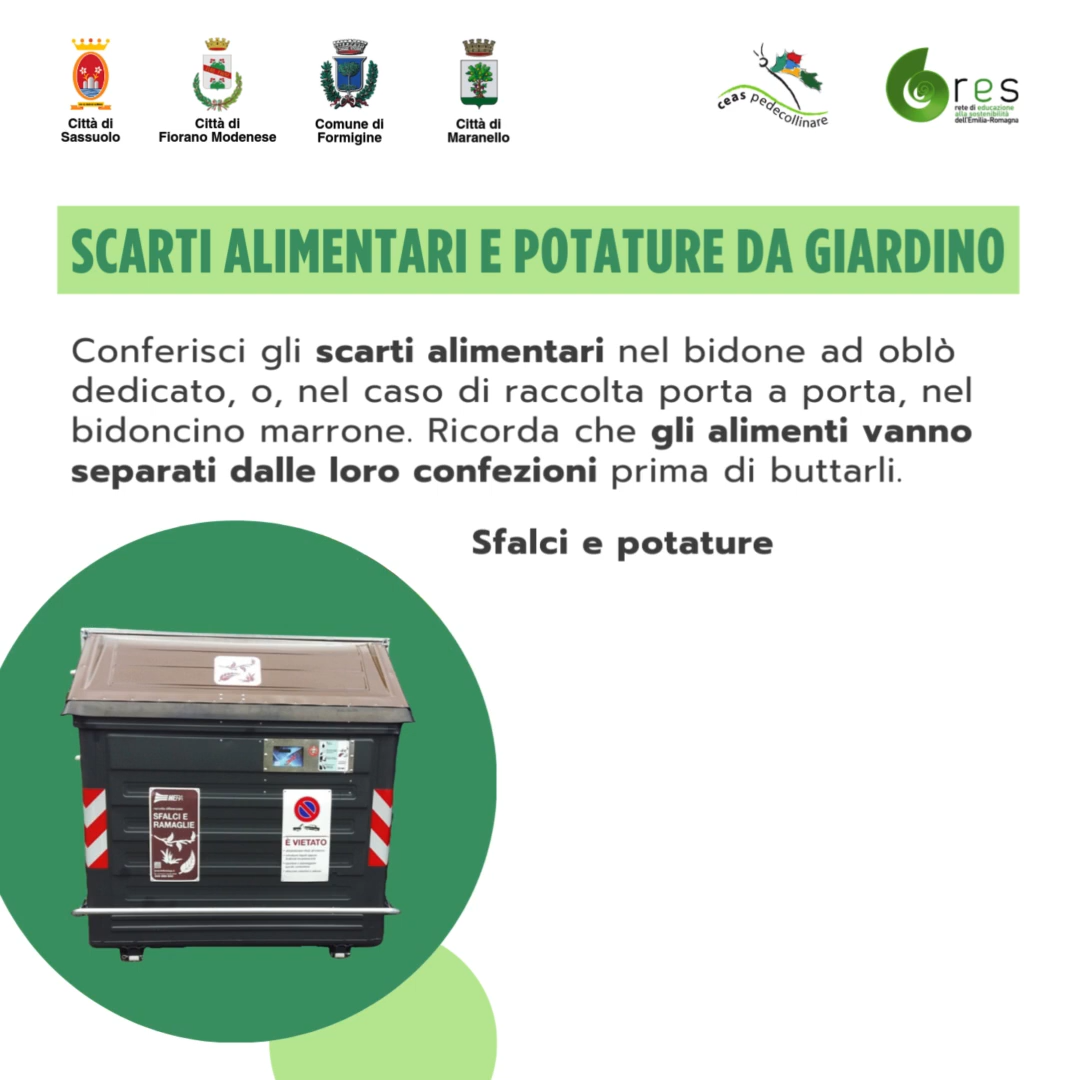 Città di
Sassuolo
Città di
Fiorano Modenese
Comune di
Formigine
Città di
Maranello
ceas pedecollinare
res
rete di educazione
alla sostenibilità
dell'Emilia-Romagna
SCARTI ALIMENTARI E POTATURE DA GIARDINO
Conferisci gli scarti alimentari nel bidone ad oblò
dedicato, o, nel caso di raccolta porta a porta, nel
bidoncino marrone. Ricorda che gli alimenti vanno
separati dalle loro confezioni prima di buttarli.
Sfalci e potature
HERA
SFALCI E
RAMAGLIE
È VIETATO